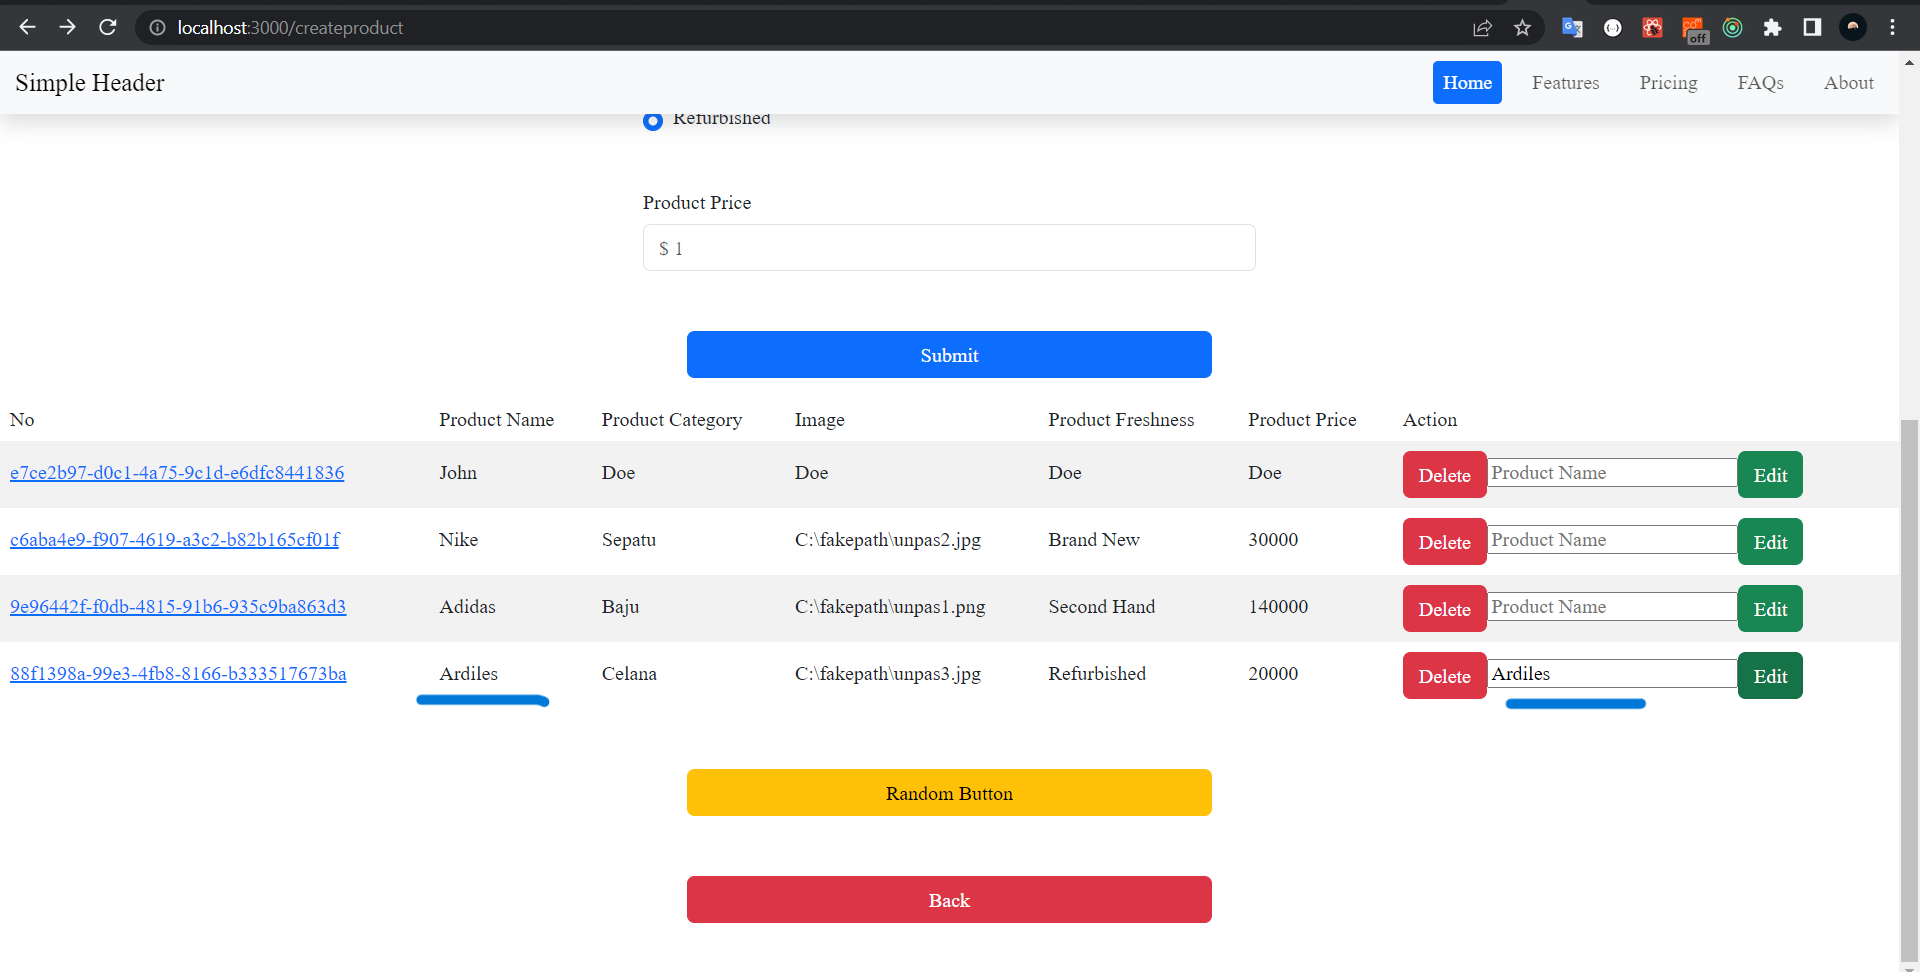 localhost:3000/createproduct
off
Simple Header Home Features Pricing FAQs About
Refurbished
Product Price
$ 1
Submit
No Product Name Product Category Image Product Freshness Product Price Action
e7ce2b97-d0c1-4a75-9c1d-e6dfc8441836 John Doe Doe Doe Doe Delete Product Name Edit
c6aba4e9-f907-4619-a3c2-b82b165cf01f Nike Sepatu C:\fakepath\unpas2.jpg Brand New 30000 Delete Product Name Edit
9e96442f-f0db-4815-91b6-935c9ba863d3 Adidas Baju C:\fakepath\unpas1.png Second Hand 140000 Delete Product Name Edit
88f1398a-99e3-4fb8-8166-b333517673ba Ardiles Celana C:\fakepath\unpas3.jpg Refurbished 20000 Delete Ardiles Edit
Random Button
Back